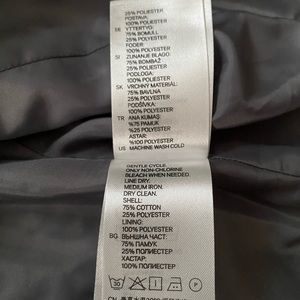 25% POLIESTER
POSTAVA:
100% POLIESTER
SE YTTERTYG:
75% BOMULL
25% POLYESTER
FODER:
100% POLYESTER
SI ZUNANJE BLAGO:
75% BOMBAŽ
25% POLIESTER
PODLOGA:
100% POLIESTER
SK VRCHNÝ MATERIÁL:
75% BAVLNA
25% POLYESTER
PODŠÍVKA:
100% POLYESTER
TR ANA KUMAŞ:
%75 PAMUK
%25 POLYESTER
ASTAR:
%100 POLYESTER
US MACHINE WASH COLD
GENTLE CYCLE.
ONLY NON-CHLORINE
BLEACH WHEN NEEDED.
LINE DRY.
MEDIUM IRON.
DRY CLEAN.
SHELL:
75% COTTON
25% POLYESTER
LINING:
100% POLYESTER
BG ВЪНШНА ЧАСТ:
75% ПАМУК
25% ПОЛИЕСТЕР
ХАСТАР:
100% ПОЛИЕСТЕР
30
P
CN